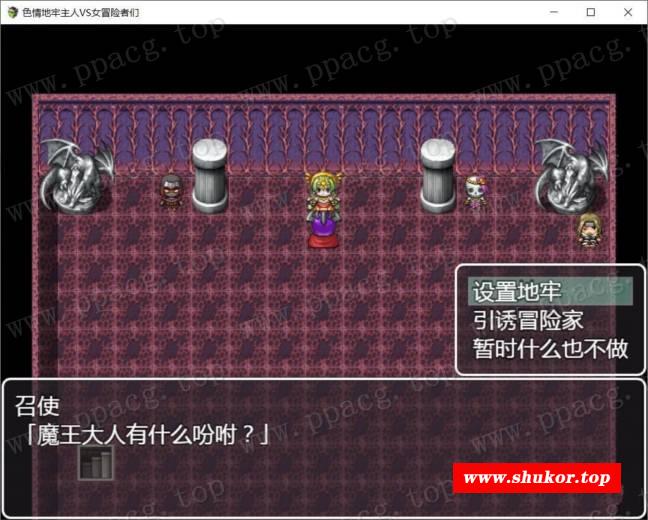 色情地牢主人VS女冒险者们
www.ppacg.top
设置地牢
引诱冒险家
暂时什么也不做
召使
「魔王大人有什么吩咐？」
www.shukor.top